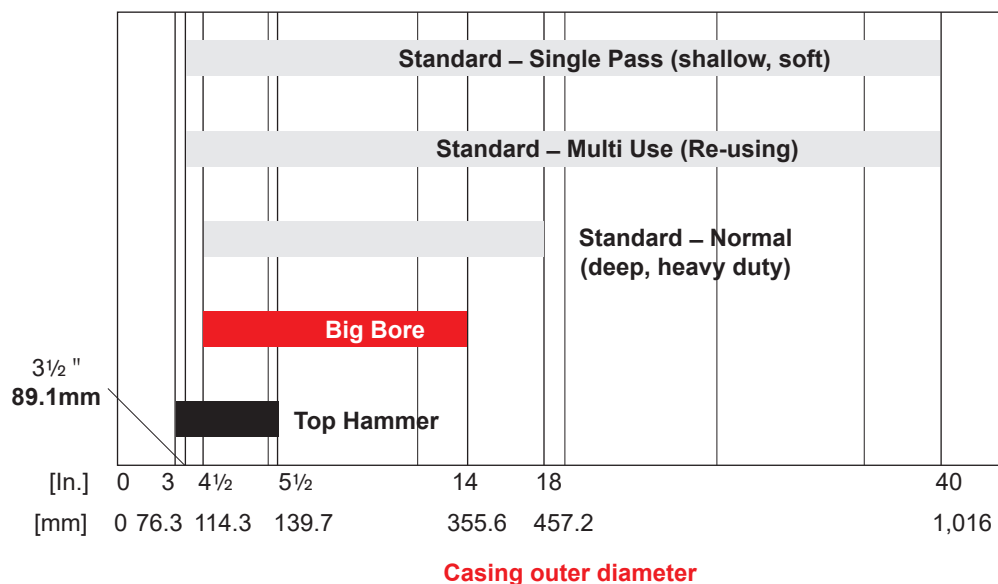 Standard – Single Pass (shallow, soft)
Standard – Multi Use (Re-using)
Standard – Normal
(deep, heavy duty)
Big Bore
3½ "
89.1mm
Top Hammer
[In.] 0 3 4½ 5½ 14 18 40
[mm] 0 76.3 114.3 139.7 355.6 457.2 1,016
Casing outer diameter